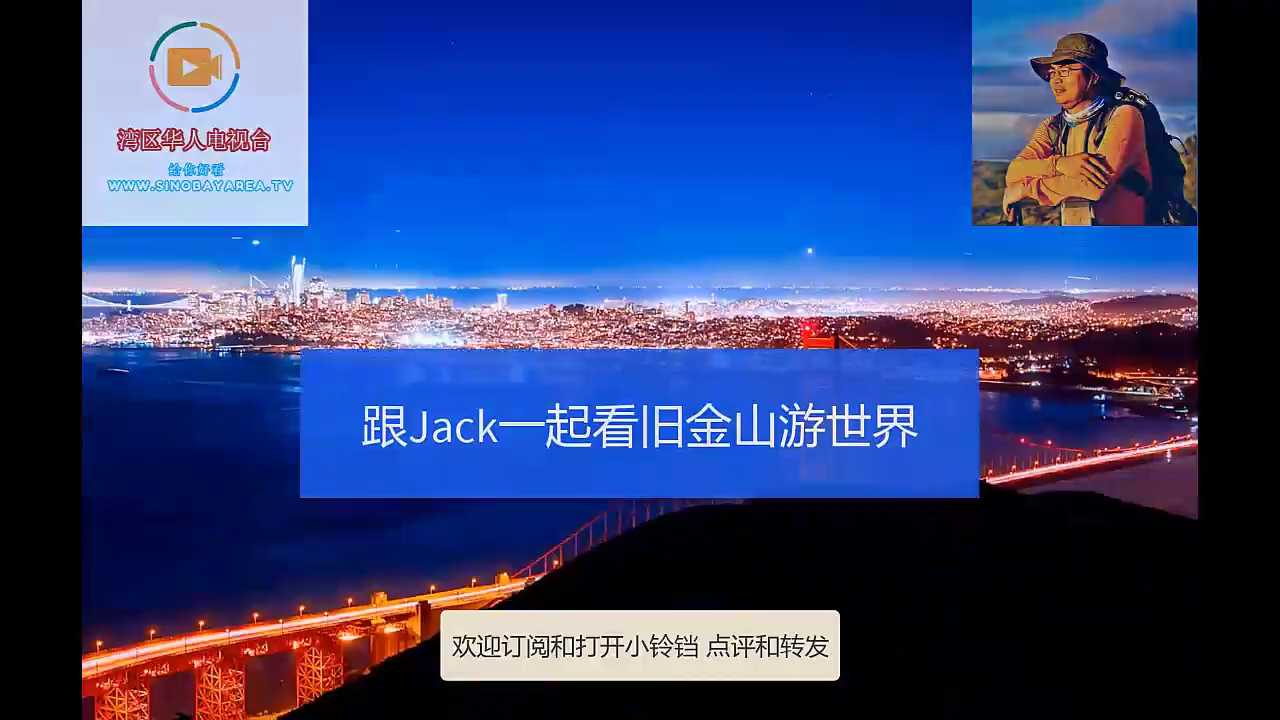 湾区华人电视台
给你好看
WWW.SINOBAYAREA.TV
跟Jack一起看旧金山游世界
欢迎订阅和打开小铃铛 点评和转发